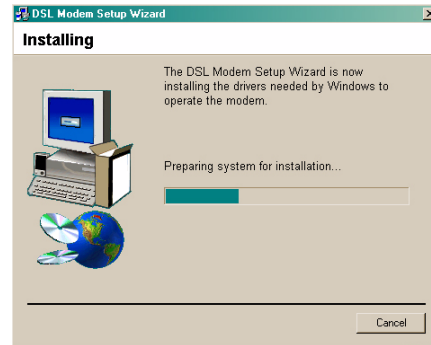 DSL Modem Setup Wizard
Installing
The DSL Modem Setup Wizard is now
installing the drivers needed by Windows to
operate the modem.
Preparing system for installation...
Cancel